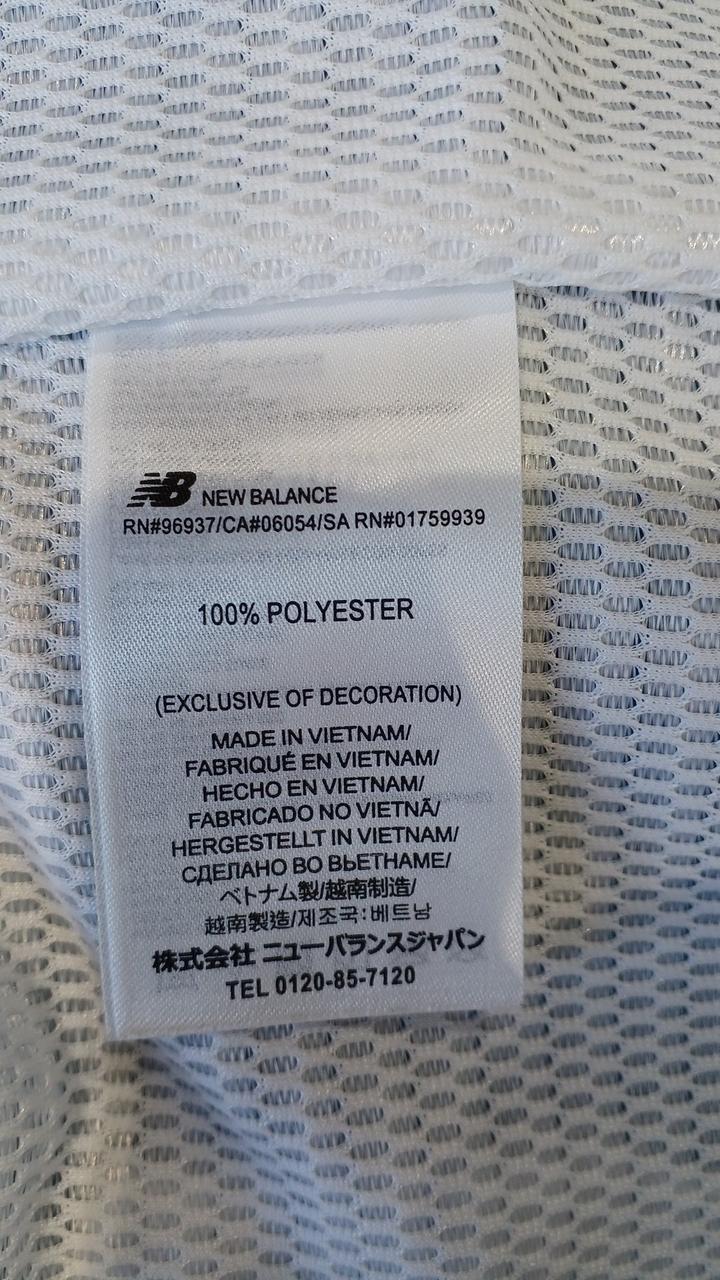 NB NEW BALANCE
RN#96937/CA#06054/SA RN#01759939
100% POLYESTER
(EXCLUSIVE OF DECORATION)
MADE IN VIETNAM/
FABRIQUÉ EN VIETNAM/
HECHO EN VIETNAM/
FABRICADO NO VIETNÃ/
HERGESTELLT IN VIETNAM/
СДЕЛАНО ВО ВЬЕТНАМЕ/
ベトナム製/越南制造/
越南製造/제조국:베트남
株式会社 ニューバランスジャパン
TEL 0120-85-7120